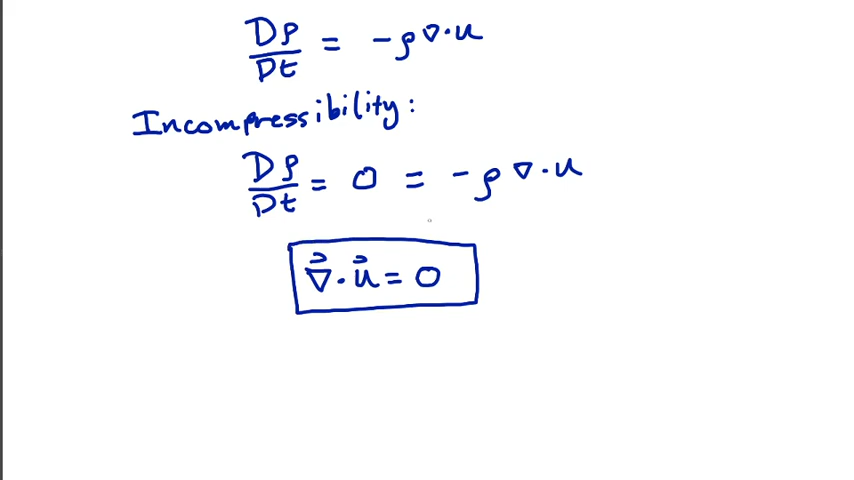 Dρ/Dt = -ρ∇·u
Incompressibility:
Dρ/Dt = 0 = -ρ∇·u
∇⃗·u⃗ = 0